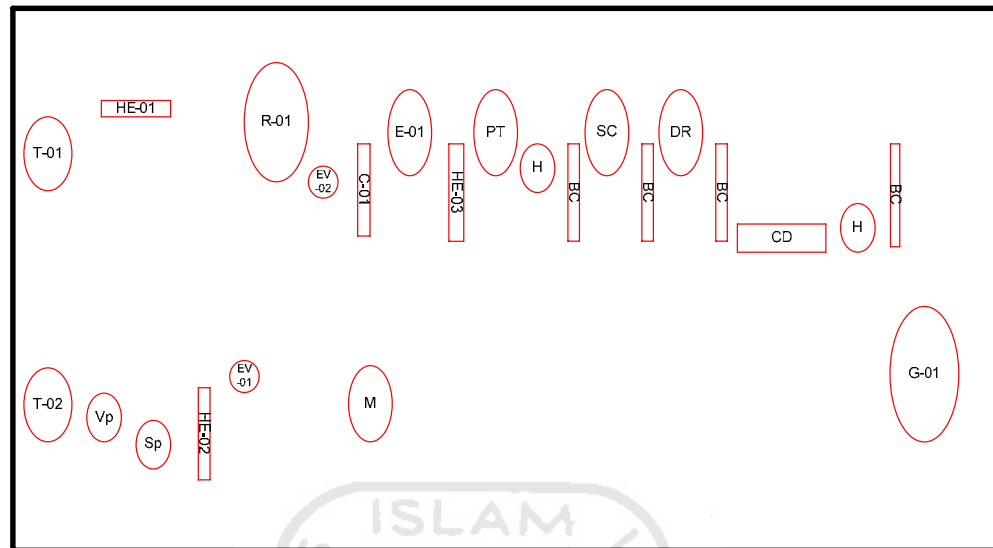 HE-01
T-01
R-01
EV
-02
C-01
E-01
HE-03
PT
H
BC
SC
BC
DR
BC
CD
H
BC
T-02
Vp
Sp
HE-02
EV
-01
M
G-01
ISLAM